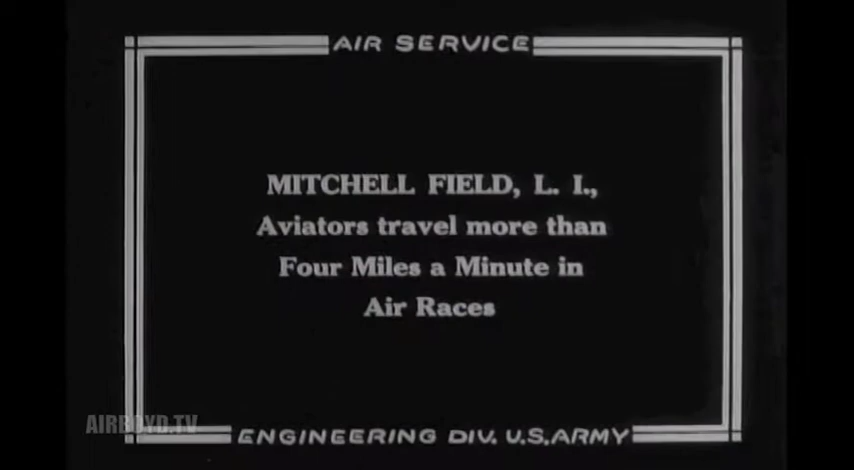 AIR SERVICE
MITCHELL FIELD, L. I.,
Aviators travel more than
Four Miles a Minute in
Air Races
AIRBOYD.TV
ENGINEERING DIV. U.S. ARMY